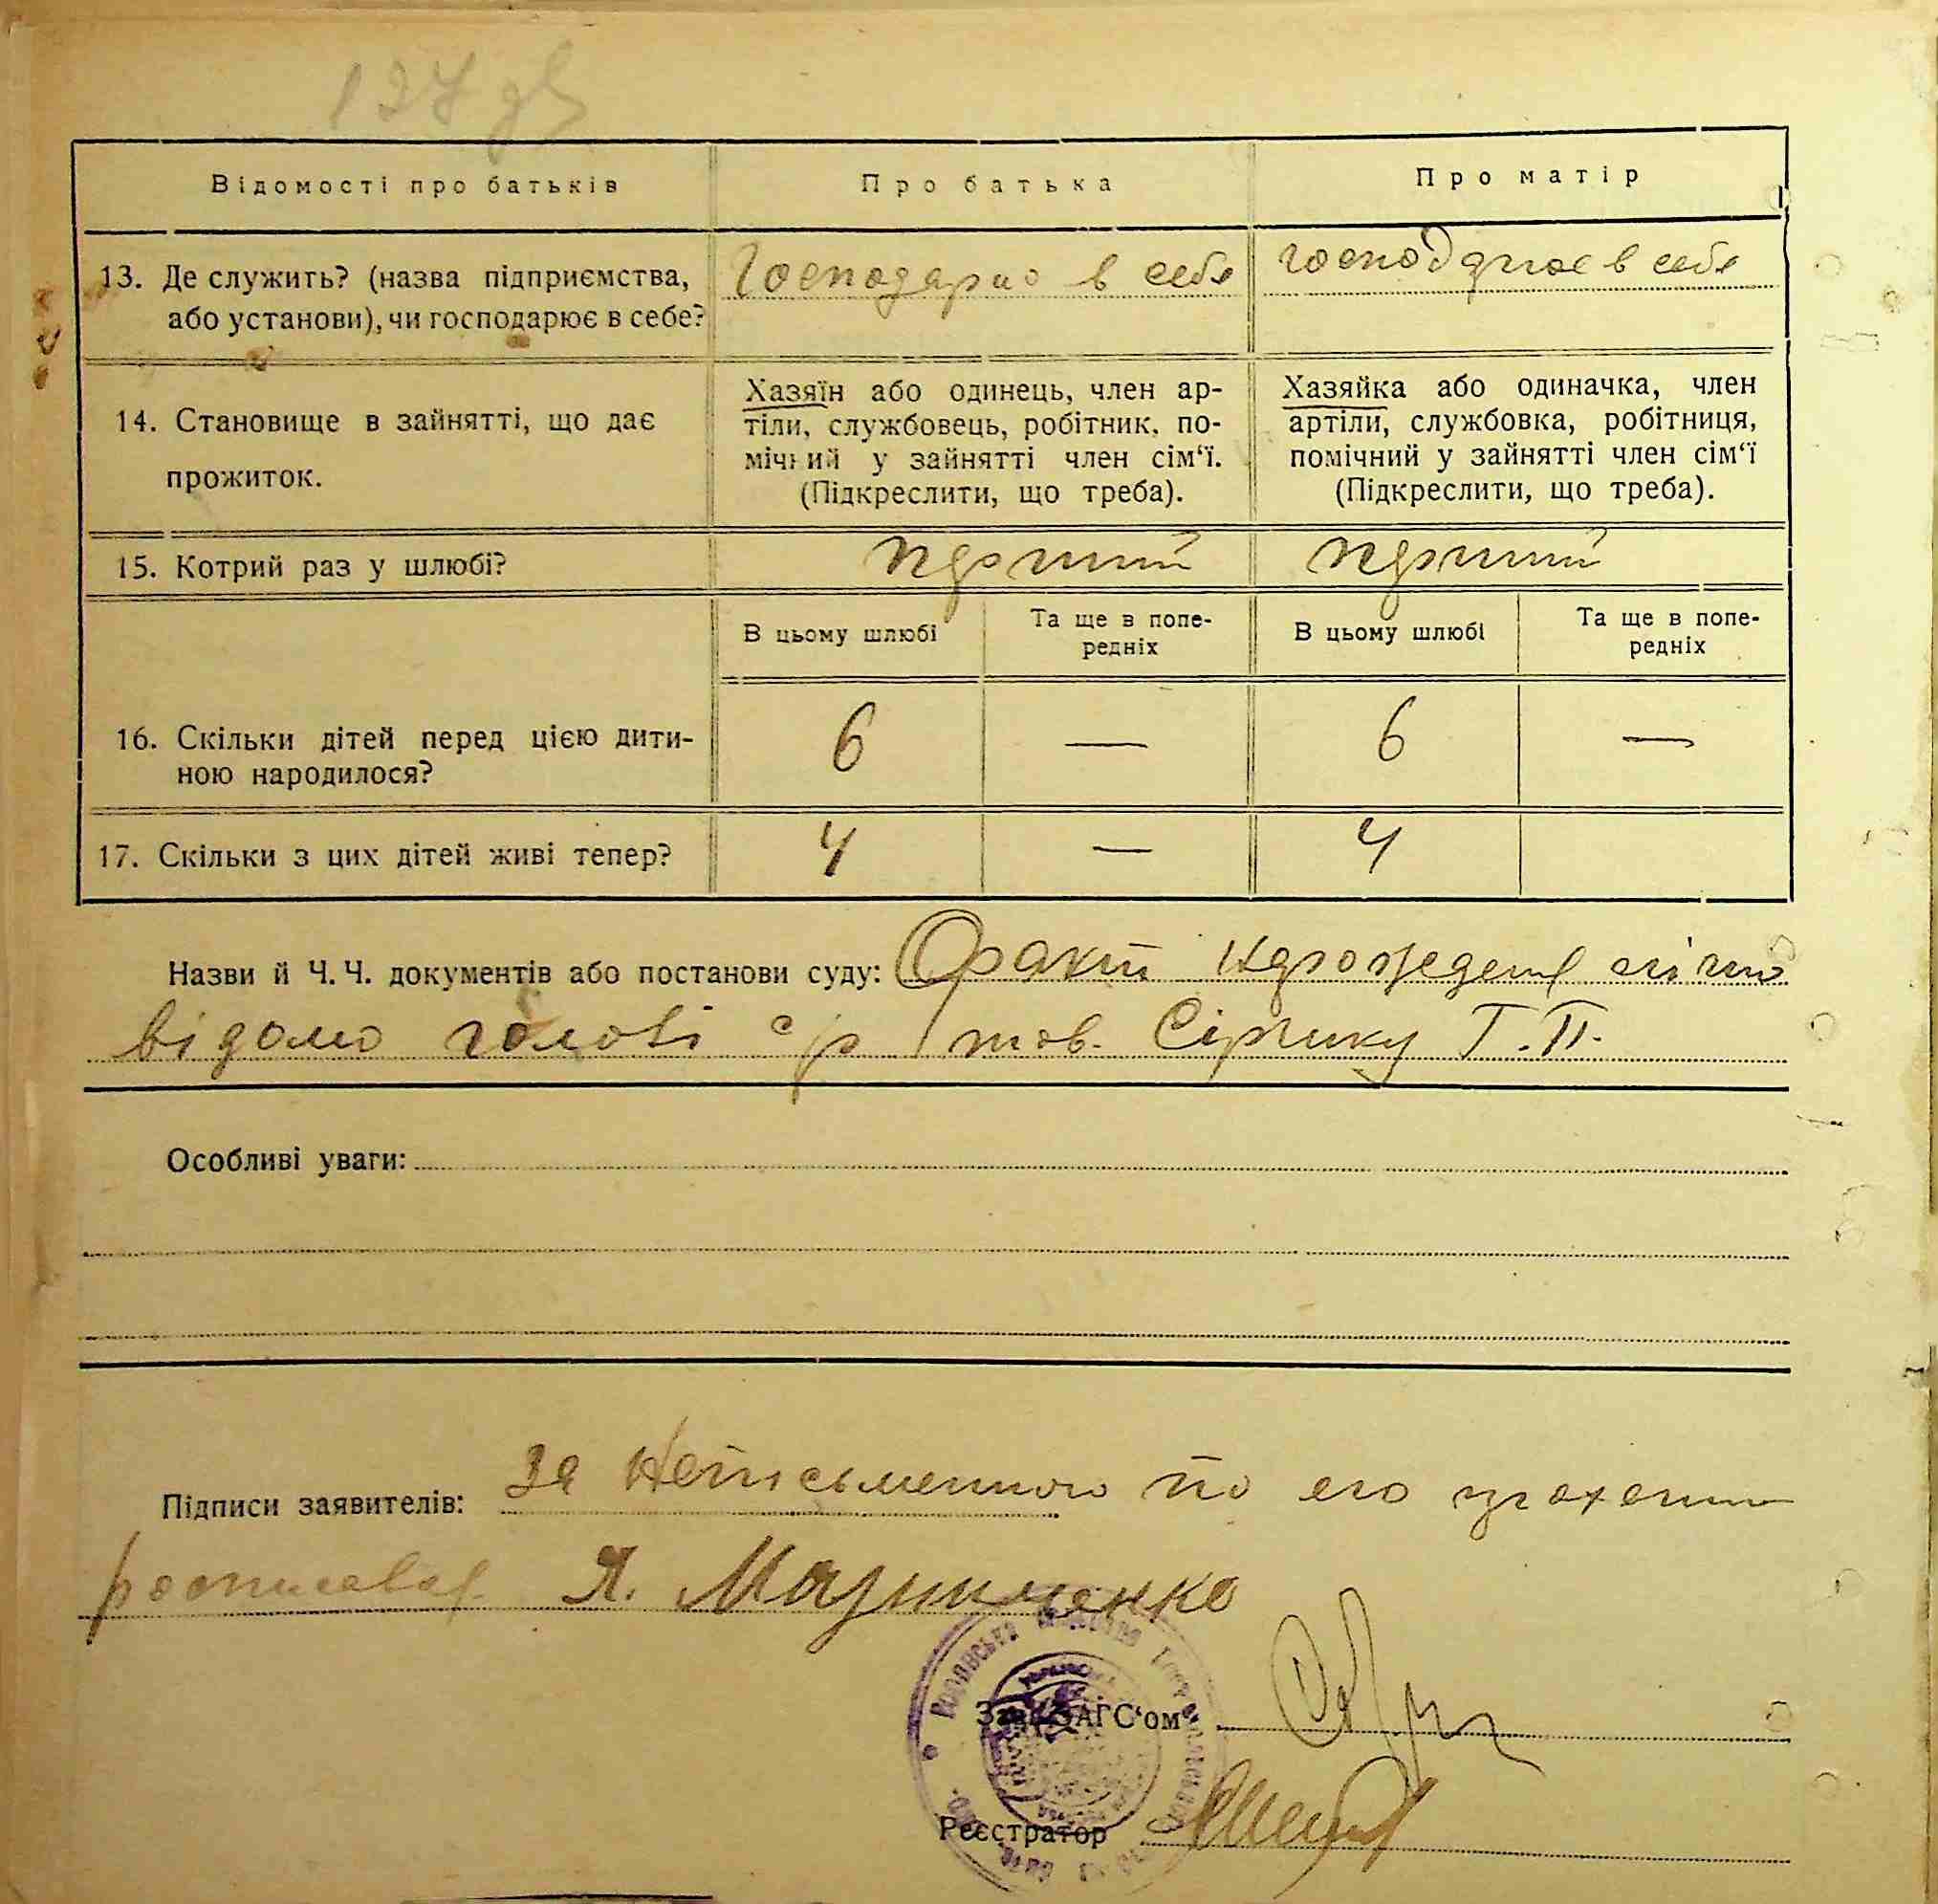 127 зв
Відомості про батьків Про батька Про матір
13. Де служить? (назва підприємства, Господарно в себе господарює в себе
або установи), чи господарює в себе?
Хазяїн або одинець, член ар- Хазяйка або одиначка, член
14. Становище в зайнятті, що дає тіли, службовець, робітник, по- артіли, службовка, робітниця,
мічний у зайнятті член сім‘ї. помічний у зайнятті член сім‘ї
прожиток. (Підкреслити, що треба). (Підкреслити, що треба).
15. Котрий раз у шлюбі? перший перший
В цьому шлюбі Та ще в попе- В цьому шлюбі Та ще в попе-
редніх редніх
16. Скільки дітей перед цією дити- 6 — 6 —
ною народилося?
17. Скільки з цих дітей живі тепер? 4 — 4
Назви й Ч. Ч. документів або постанови суду: Факт нарождения лічно
відомо голові с/р тов. Сірику Т. П.
Особливі уваги:
Підписи заявителів: За неписьменного по его
росписавсь Я.
Зав. ЗАГС‘ом
Реєстратор